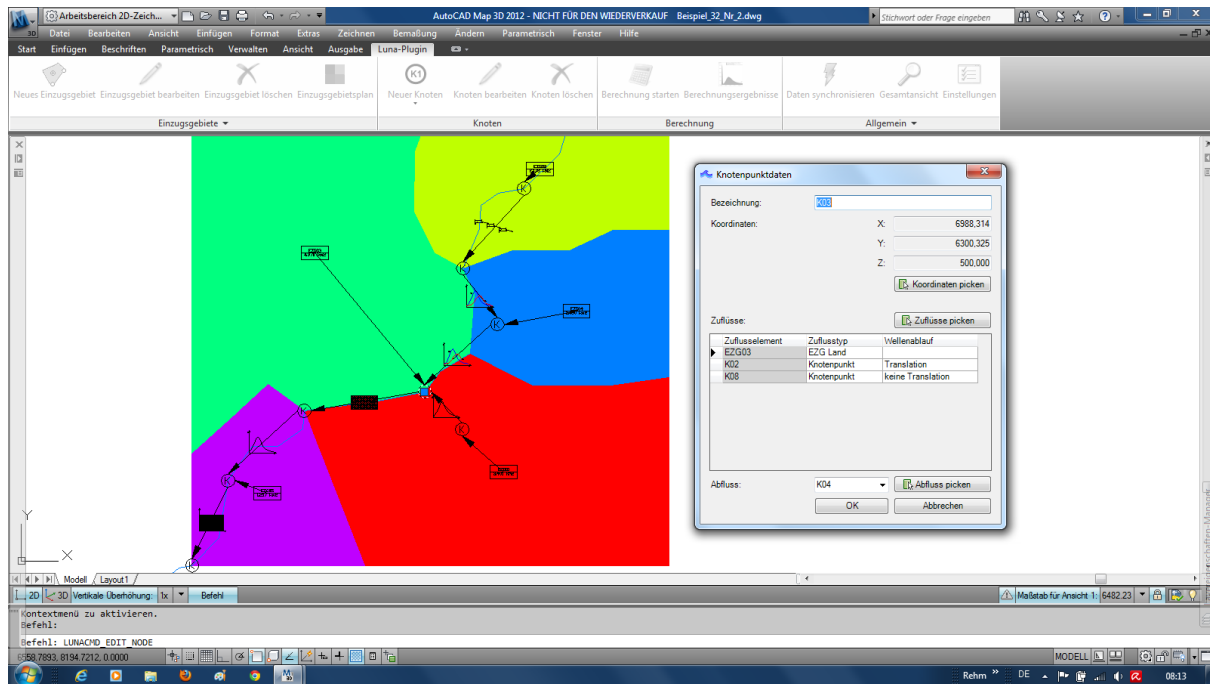 Arbeitsbereich 2D-Zeich...
AutoCAD Map 3D 2012 - NICHT FÜR DEN WIEDERVERKAUF Beispiel_32_Nr_2.dwg
Stichwort oder Frage eingeben
3D Datei Bearbeiten Ansicht Einfügen Format Extras Zeichnen Bemaßung Ändern Parametrisch Fenster Hilfe
Start Einfügen Beschriften Parametrisch Verwalten Ansicht Ausgabe Luna-Plugin
K1
Neues Einzugsgebiet Einzugsgebiet bearbeiten Einzugsgebiet löschen Einzugsgebietsplan Neuer Knoten Knoten bearbeiten Knoten löschen Berechnung starten Berechnungsergebnisse Daten synchronisieren Gesamtansicht Einstellungen
Einzugsgebiete Knoten Berechnung Allgemein
K
K
K
K
K
K
K
Y
X
Knotenpunktdaten
Bezeichnung: K03
Koordinaten: X: 6988,314
Y: 6300,325
Z: 500,000
Koordinaten picken
Zuflüsse: Zuflüsse picken
Zuflusselement Zuflusstyp Wellenablauf
EZG03 EZG Land
K02 Knotenpunkt Translation
K08 Knotenpunkt keine Translation
Abfluss: K04 Abfluss picken
OK Abbrechen
Modell Layout1
2D 3D Vertikale Überhöhung: 1x Befehl
Maßstab für Ansicht 1: 6482.23
Kontextmenü zu aktivieren.
Befehl:
Befehl: LUNACMD_EDIT_NODE
6558.7893, 8194.7212, 0.0000
MODELL
Rehm DE 08:13